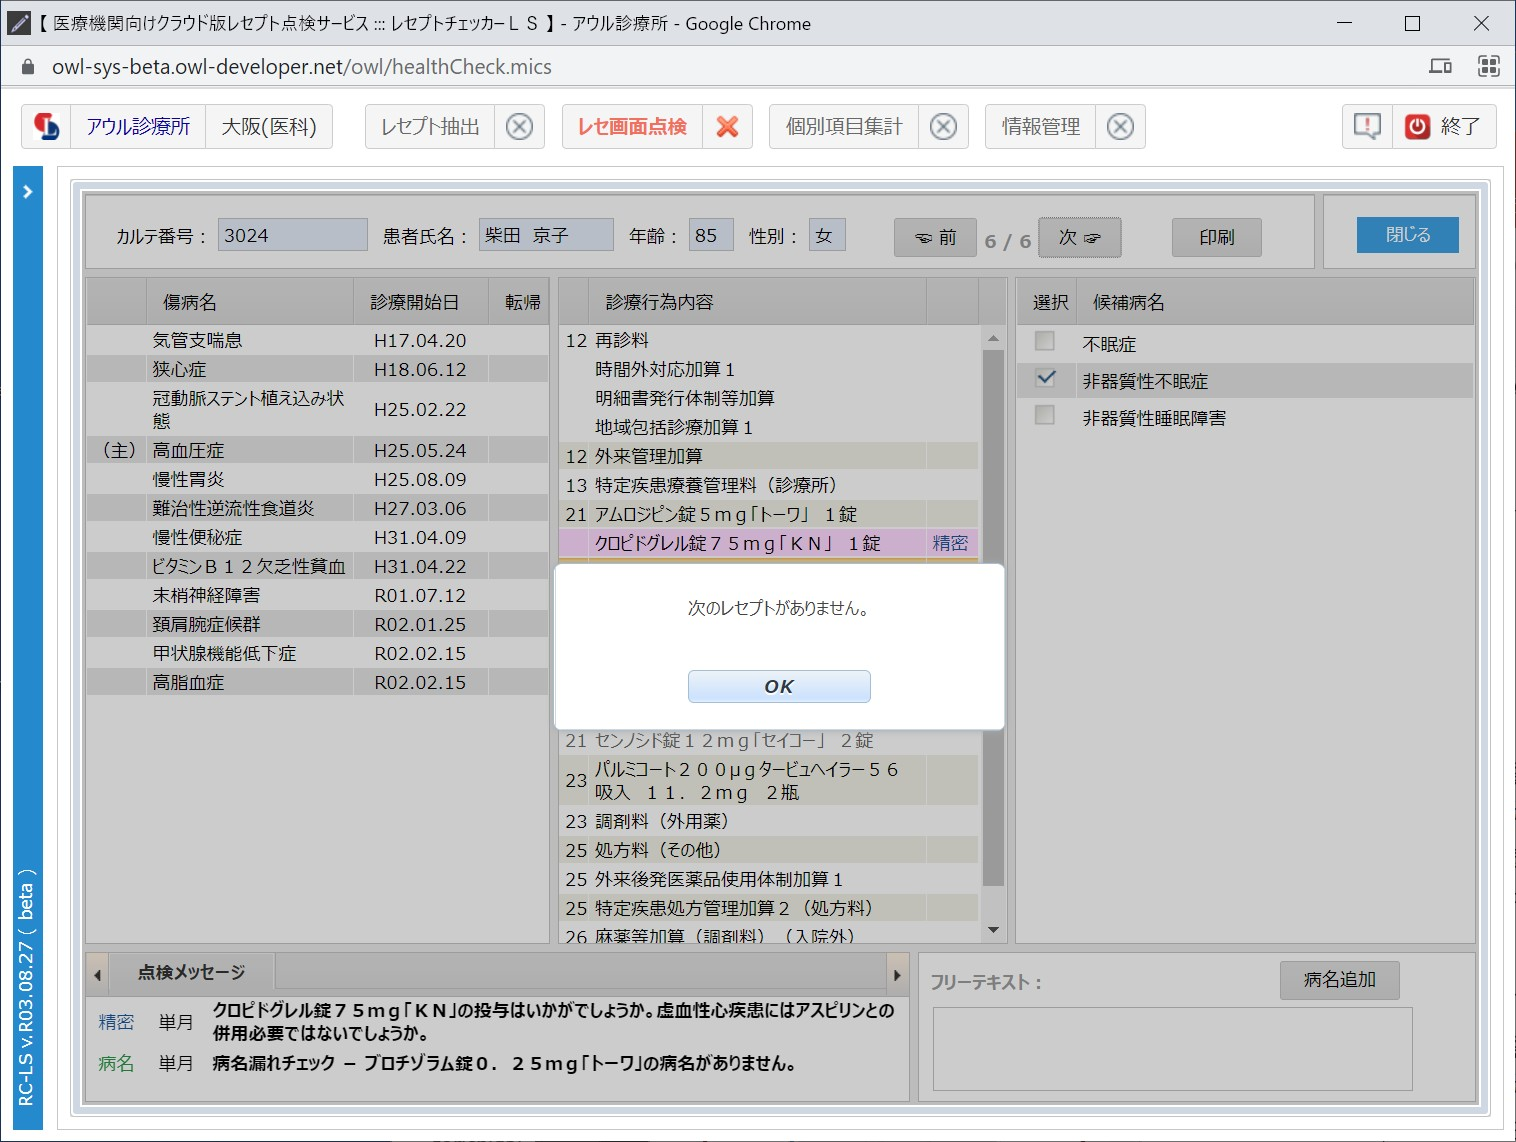 【 医療機関向けクラウド版レセプト点検サービス ::: レセプトチェッカーＬＳ 】 - アウル診療所 - Google Chrome
owl-sys-beta.owl-developer.net/owl/healthCheck.mics
アウル診療所 大阪(医科) レセプト抽出 レセ画面点検 個別項目集計 情報管理 終了
カルテ番号： 3024 患者氏名： 柴田　京子 年齢： 85 性別： 女 前 6 / 6 次 印刷 閉じる
傷病名 診療開始日 転帰
気管支喘息 H17.04.20
狭心症 H18.06.12
冠動脈ステント植え込み状
態 H25.02.22
（主） 高血圧症 H25.05.24
慢性胃炎 H25.08.09
難治性逆流性食道炎 H27.03.06
慢性便秘症 H31.04.09
ビタミンＢ１２欠乏性貧血 H31.04.22
末梢神経障害 R01.07.12
頚肩腕症候群 R02.01.25
甲状腺機能低下症 R02.02.15
高脂血症 R02.02.15
診療行為内容
12 再診料
時間外対応加算１
明細書発行体制等加算
地域包括診療加算１
12 外来管理加算
13 特定疾患療養管理料（診療所）
21 アムロジピン錠５ｍｇ「トーワ」　１錠
クロピドグレル錠７５ｍｇ「ＫＮ」　１錠 精密
次のレセプトがありません。
OK
21 センノシド錠１２ｍｇ「セイコー」　２錠
23 パルミコート２００μｇタービュヘイラー５６
吸入　１１．２ｍｇ　２瓶
23 調剤料（外用薬）
25 処方料（その他）
25 外来後発医薬品使用体制加算１
25 特定疾患処方管理加算２（処方料）
26 麻薬等加算（調剤料）（入院外）
選択 候補病名
不眠症
非器質性不眠症
非器質性睡眠障害
点検メッセージ
精密 単月 クロピドグレル錠７５ｍｇ「ＫＮ」の投与はいかがでしょうか。虚血性心疾患にはアスピリンとの
併用必要ではないでしょうか。
病名 単月 病名漏れチェック － ブロチゾラム錠０．２５ｍｇ「トーワ」の病名がありません。
フリーテキスト： 病名追加
RC-LS v.R03.08.27 ( beta )